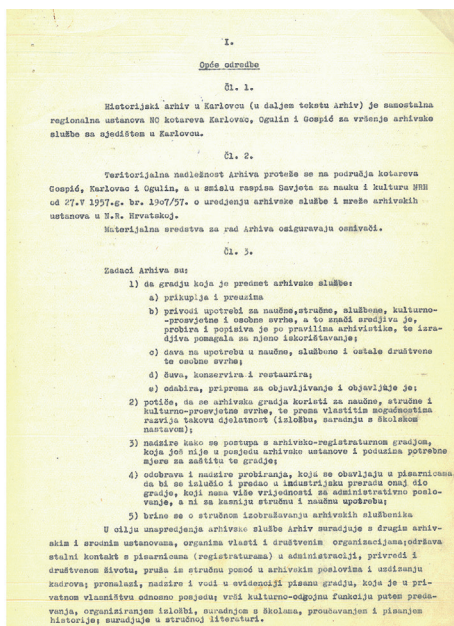 I.
Opće odredbe
Čl. 1.
Historijski arhiv u Karlovcu (u daljem tekstu Arhiv) je samostalna
regionalna ustanova NO kotareva Karlovac, Ogulin i Gospić za vršenje arhivske
službe sa sjedištem u Karlovcu.
Čl. 2.
Teritorijalna nadležnost Arhiva proteže se na područja kotareva
Gospić, Karlovac i Ogulin, a u smislu raspisa Savjeta za nauku i kulturu NRH
od 27.V 1957.g. br. 1907/57. o uredjenju arhivske službe i mreže arhivskih
ustanova u N.R. Hrvatskoj.
Materijalna sredstva za rad Arhiva osiguravaju osnivači.
Čl. 3.
Zadaci Arhiva su:
1) da gradju koja je predmet arhivske službe:
a) prikuplja i preuzima
b) privodi upotrebi za naučne,stručne, službene, kulturno-
-prosvjetne i osobne svrhe, a to znači sredjiva je,
probira i popisiva je po pravilima arhivistike, te izra-
djiva pomagala za njeno iskorištavanje;
c) dava na upotrebu u naučne, službene i ostale društvene
te osobne svrhe;
d) čuva, konzervira i restaurira;
e) odabira, priprema za objavljivanje i objavljuje je;
2) potiče, da se arhivska gradja koristi za naučne, stručne i
kulturno-prosvjetne svrhe, te prema vlastitim mogućnostima
razvija takovu djelatnost (izložbu, saradnju s školskom
nastavom);
3) nadzire kako se postupa s arhivsko-registraturnom gradjom,
koja još nije u posjedu arhivske ustanove i poduzima potrebne
mjere za zaštitu te gradje;
4) odobrava i nadzire probiranja, koja se obavljaju u pisarnicama
da bi se izlučio i predao u industrijsku preradu onaj dio
gradje, koji nema više vrijednosti za administrativno poslo-
vanje, a ni za kasniju stručnu i naučnu upotrebu;
5) brine se o stručnom izobražavanju arhivskih službenika
U cilju unapredjenja arhivske službe Arhiv suradjuje s drugim arhiv-
skim i srodnim ustanovama, organima vlasti i društvenim organizacijama;održava
stalni kontakt s pisarnicama (registraturama) u administraciji, privredi i
društvenom životu, pruža im stručnu pomoć u arhivskim poslovima i uzdizanju
kadrova; pronalazi, nadzire i vodi u evidenciji pisanu gradju, koja je u pri-
vatnom vlasništvu odnosno posjedu; vrši kulturno-odgojnu funkciju putem preda-
vanja, organiziranjem izložbi, suradnjom s školama, proučavanjem i pisanjem
historije; suradjuje u stručnoj literaturi.